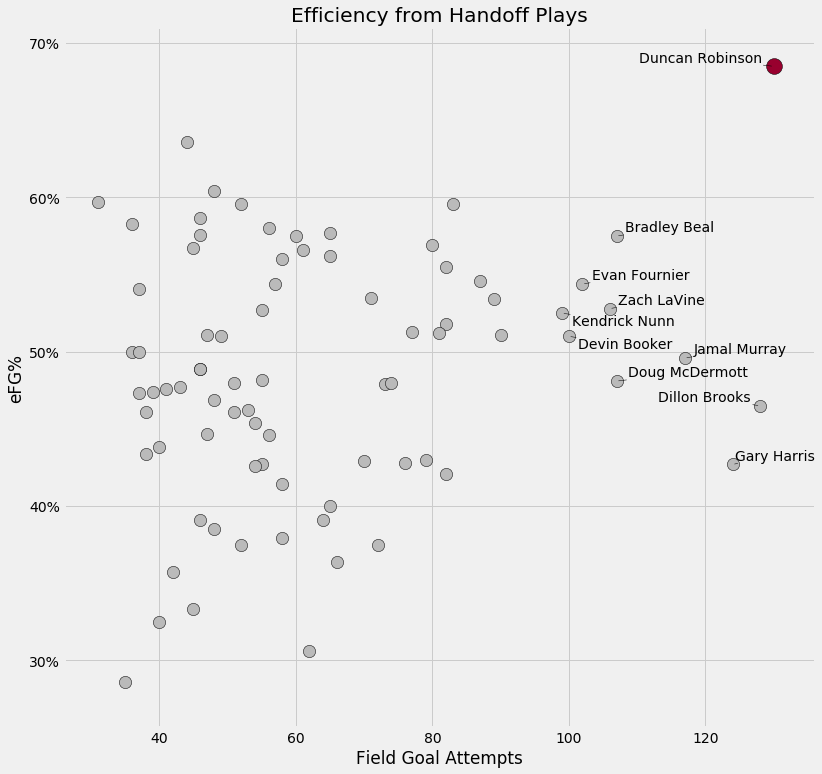 Efficiency from Handoff Plays
70%
Duncan Robinson
60%
Bradley Beal
Evan Fournier
Zach LaVine
Kendrick Nunn
Devin Booker
50%
Jamal Murray
Doug McDermott
Dillon Brooks
eFG%
Gary Harris
40%
30%
40 60 80 100 120
Field Goal Attempts